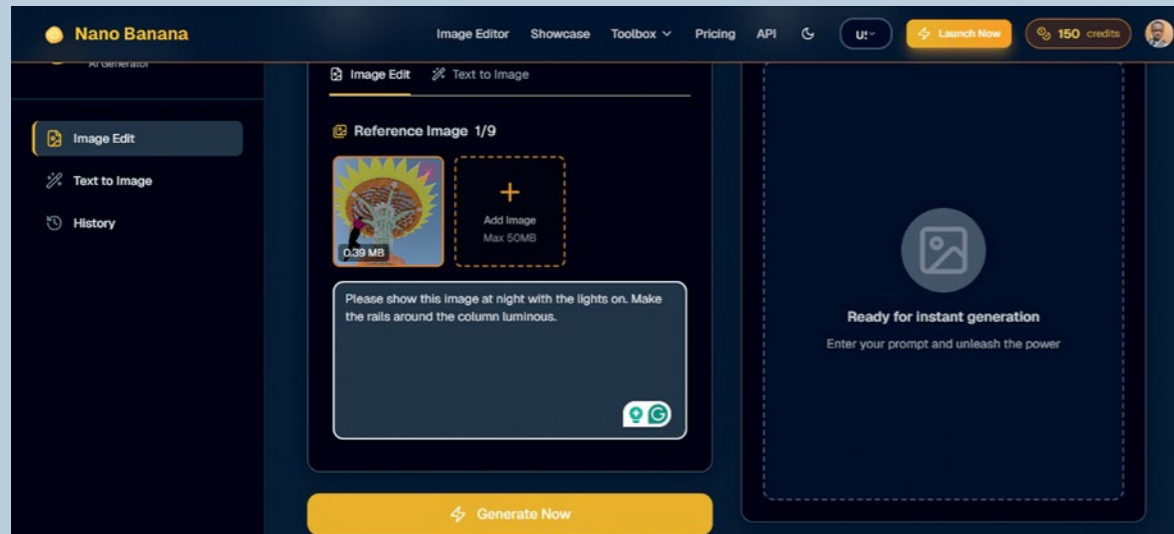 Nano Banana
Image Editor Showcase Toolbox Pricing API Launch Now 150 credits
AI Generator
Image Edit
Text to Image
History
Image Edit Text to Image
Reference Image 1/9
0.39 MB
Add Image
Max 50MB
Please show this image at night with the lights on. Make
the rails around the column luminous.
Generate Now
Ready for instant generation
Enter your prompt and unleash the power